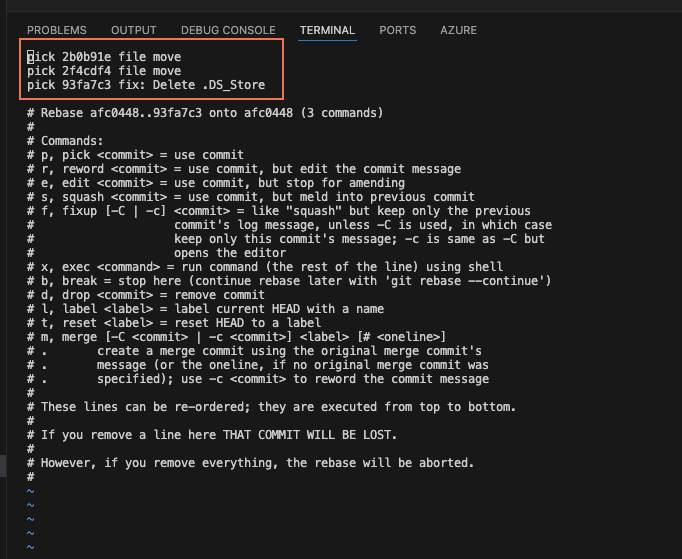 PROBLEMS OUTPUT DEBUG CONSOLE TERMINAL PORTS AZURE
pick 2b0b91e file move
pick 2f4cdf4 file move
pick 93fa7c3 fix: Delete .DS_Store
# Rebase afc0448..93fa7c3 onto afc0448 (3 commands)
#
# Commands:
# p, pick <commit> = use commit
# r, reword <commit> = use commit, but edit the commit message
# e, edit <commit> = use commit, but stop for amending
# s, squash <commit> = use commit, but meld into previous commit
# f, fixup [-C | -c] <commit> = like "squash" but keep only the previous
#                    commit's log message, unless -C is used, in which case
#                    keep only this commit's message; -c is same as -C but
#                    opens the editor
# x, exec <command> = run command (the rest of the line) using shell
# b, break = stop here (continue rebase later with 'git rebase --continue')
# d, drop <commit> = remove commit
# l, label <label> = label current HEAD with a name
# t, reset <label> = reset HEAD to a label
# m, merge [-C <commit> | -c <commit>] <label> [# <oneline>]
# .       create a merge commit using the original merge commit's
# .       message (or the oneline, if no original merge commit was
# .       specified); use -c <commit> to reword the commit message
#
# These lines can be re-ordered; they are executed from top to bottom.
#
# If you remove a line here THAT COMMIT WILL BE LOST.
#
# However, if you remove everything, the rebase will be aborted.
#
~
~
~
~
~